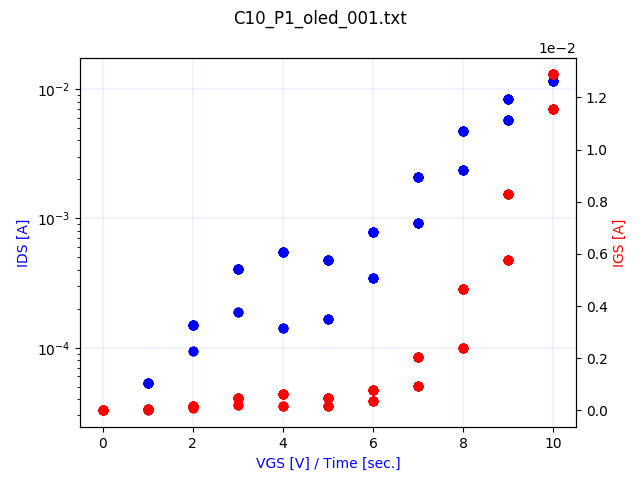 C10_P1_oled_001.txt
1e−2
10⁻²
10⁻³
10⁻⁴
IDS [A]
1.2
1.0
0.8
0.6
0.4
0.2
0.0
IGS [A]
0 2 4 6 8 10
VGS [V] / Time [sec.]